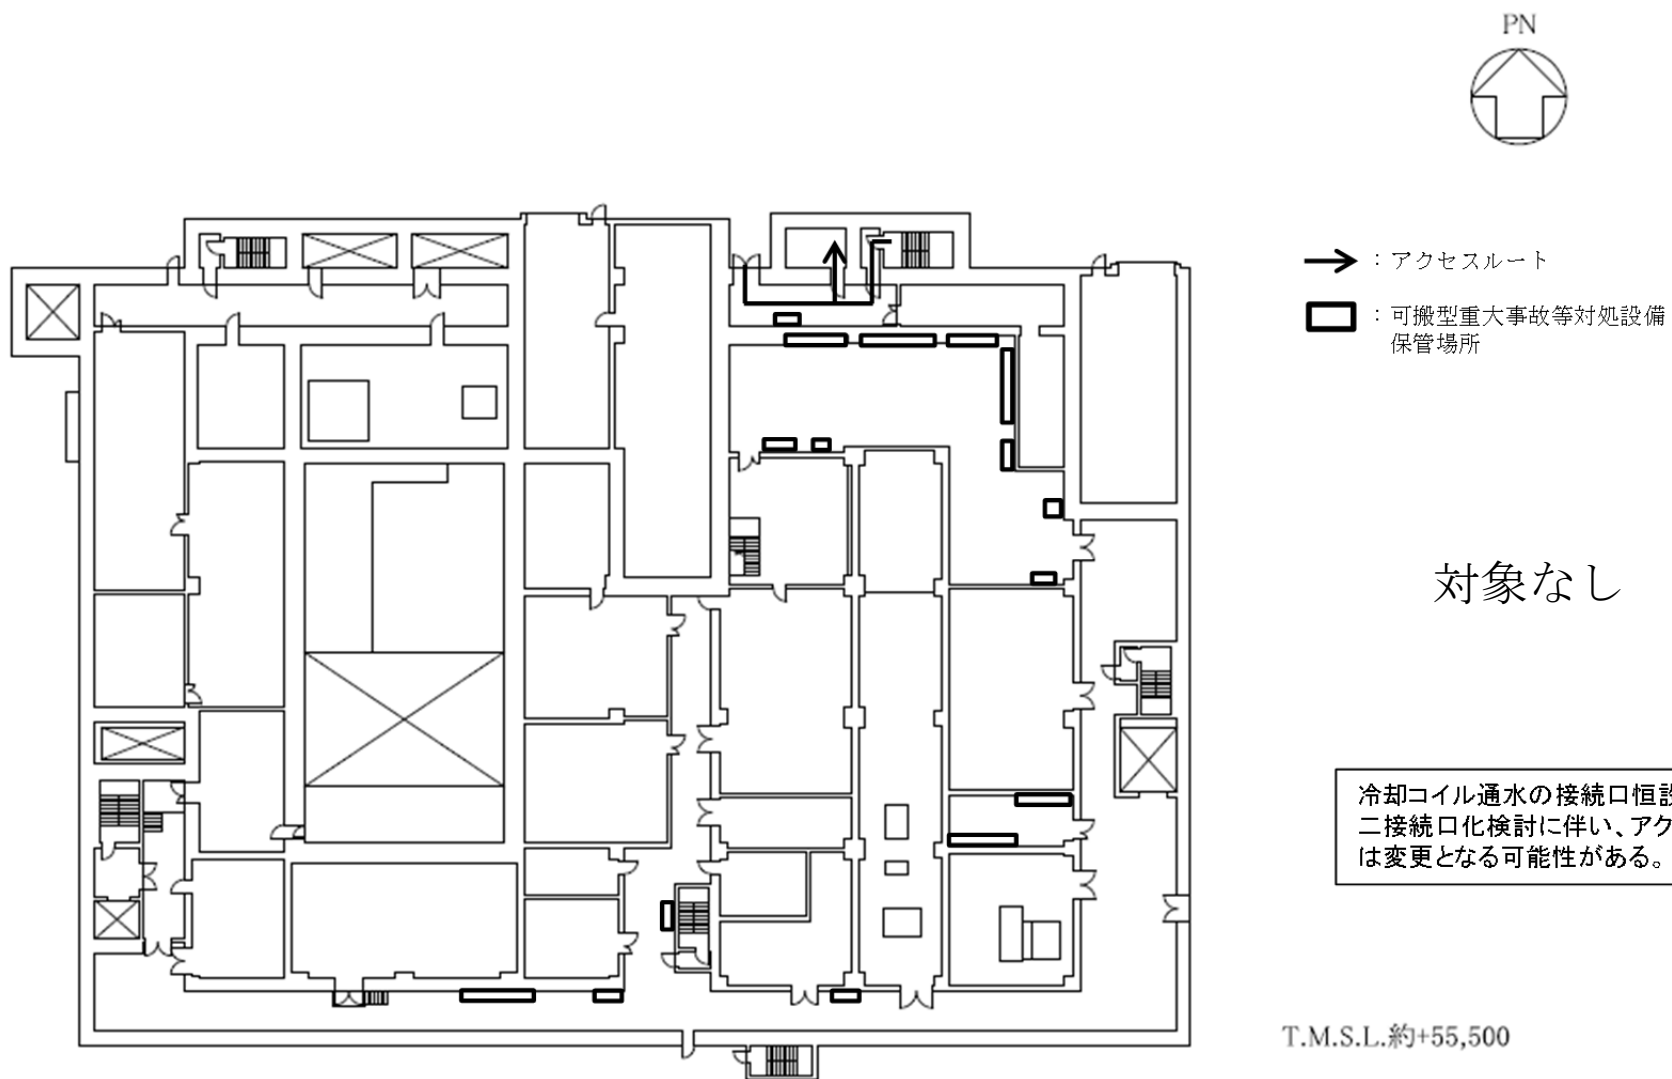 PN
：アクセスルート
：可搬型重大事故等対処設備
保管場所
対象なし
冷却コイル通水の接続口恒設
二接続口化検討に伴い、アク
は変更となる可能性がある。
T.M.S.L.約+55,500